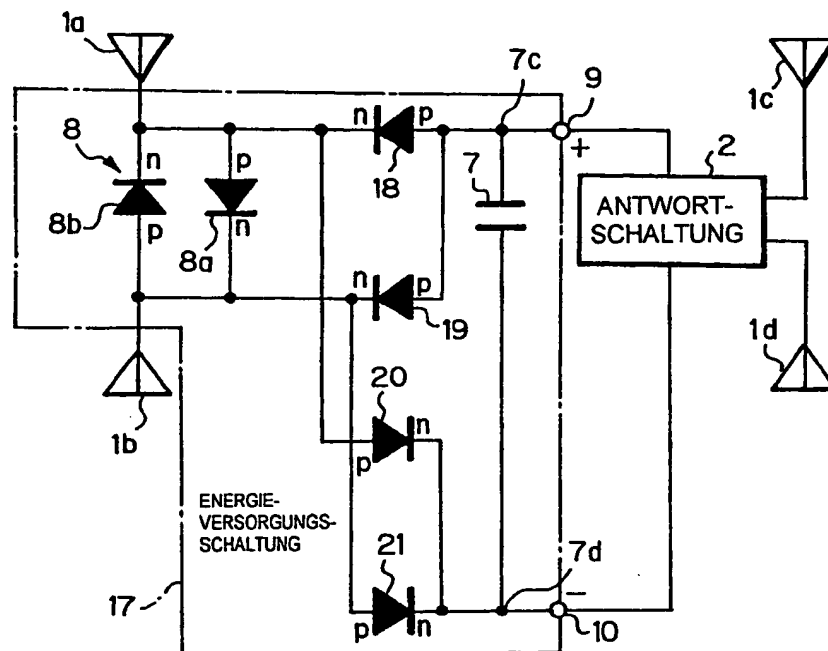 1a
1c
7c
9
8
n
p
n
p
18
7
+
2
8b
p
n
8a
ANTWORT-
SCHALTUNG
n
p
19
1d
20
n
p
1b
ENERGIE-
VERSORGUNGS-
SCHALTUNG
21
7d
−
17
p
n
10